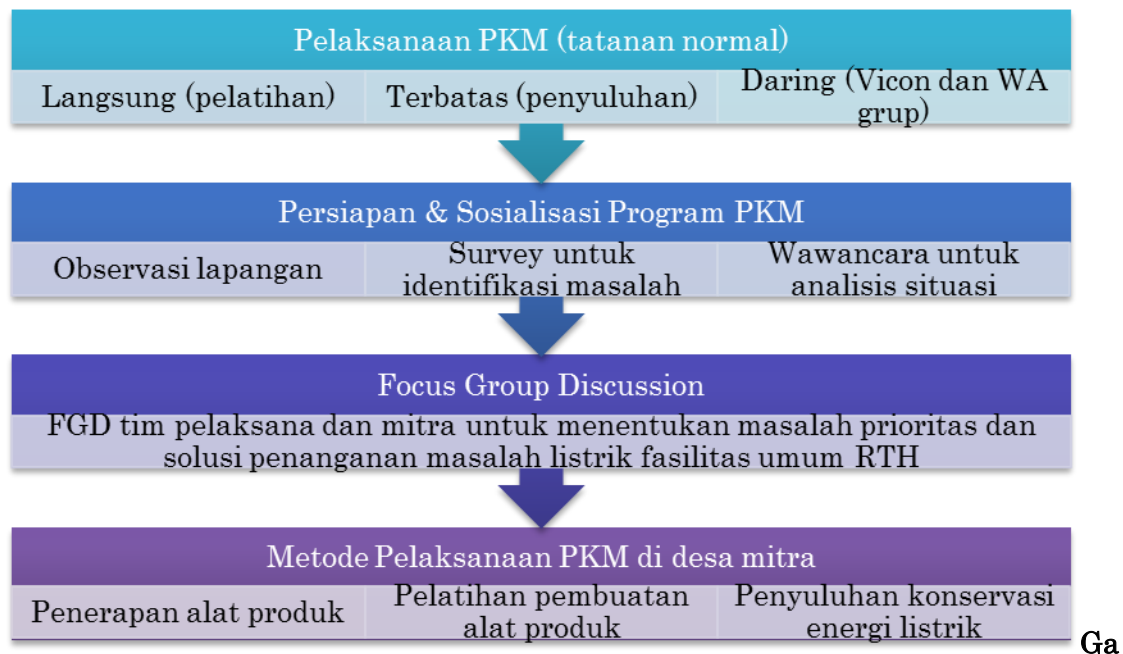 Pelaksanaan PKM (tatanan normal)
Langsung (pelatihan)
Terbatas (penyuluhan)
Daring (Vicon dan WA
grup)
Persiapan & Sosialisasi Program PKM
Observasi lapangan
Survey untuk
identifikasi masalah
Wawancara untuk
analisis situasi
Focus Group Discussion
FGD tim pelaksana dan mitra untuk menentukan masalah prioritas dan
solusi penanganan masalah listrik fasilitas umum RTH
Metode Pelaksanaan PKM di desa mitra
Penerapan alat produk
Pelatihan pembuatan
alat produk
Penyuluhan konservasi
energi listrik
Ga